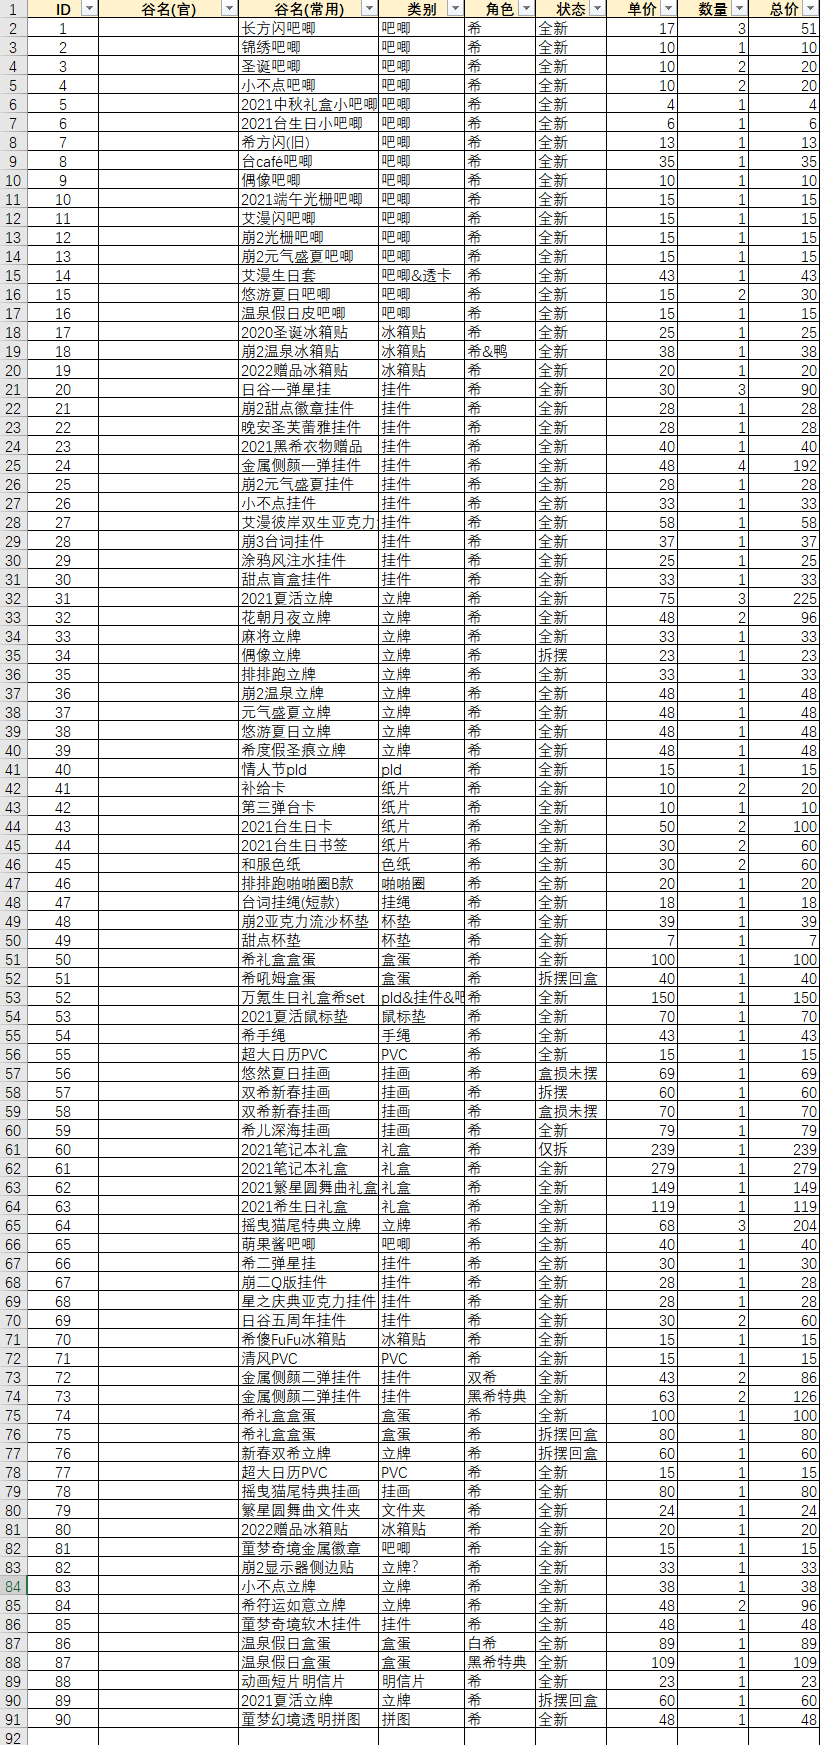 1 ID 谷名(官) 谷名(常用) 类别 角色 状态 单价 数量 总价
2 1 长方闪吧唧 吧唧 希 全新 17 3 51
3 2 锦绣吧唧 吧唧 希 全新 10 1 10
4 3 圣诞吧唧 吧唧 希 全新 10 2 20
5 4 小不点吧唧 吧唧 希 全新 10 2 20
6 5 2021中秋礼盒小吧唧 吧唧 希 全新 4 1 4
7 6 2021台生日小吧唧 吧唧 希 全新 6 1 6
8 7 希方闪(旧) 吧唧 希 全新 13 1 13
9 8 台café吧唧 吧唧 希 全新 35 1 35
10 9 偶像吧唧 吧唧 希 全新 10 1 10
11 10 2021端午光栅吧唧 吧唧 希 全新 15 1 15
12 11 艾漫闪吧唧 吧唧 希 全新 15 1 15
13 12 崩2光栅吧唧 吧唧 希 全新 15 1 15
14 13 崩2元气盛夏吧唧 吧唧 希 全新 15 1 15
15 14 艾漫生日套 吧唧&透卡 希 全新 43 1 43
16 15 悠游夏日吧唧 吧唧 希 全新 15 2 30
17 16 温泉假日皮吧唧 吧唧 希 全新 15 1 15
18 17 2020圣诞冰箱贴 冰箱贴 希 全新 25 1 25
19 18 崩2温泉冰箱贴 冰箱贴 希&鸭 全新 38 1 38
20 19 2022赠品冰箱贴 冰箱贴 希 全新 20 1 20
21 20 日谷一弹星挂 挂件 希 全新 30 3 90
22 21 崩2甜点徽章挂件 挂件 希 全新 28 1 28
23 22 晚安圣芙蕾雅挂件 挂件 希 全新 28 1 28
24 23 2021黑希衣物赠品 挂件 希 全新 40 1 40
25 24 金属侧颜一弹挂件 挂件 希 全新 48 4 192
26 25 崩2元气盛夏挂件 挂件 希 全新 28 1 28
27 26 小不点挂件 挂件 希 全新 33 1 33
28 27 艾漫彼岸双生亚克力 挂件 希 全新 58 1 58
29 28 崩3台词挂件 挂件 希 全新 37 1 37
30 29 涂鸦风注水挂件 挂件 希 全新 25 1 25
31 30 甜点盲盒挂件 挂件 希 全新 33 1 33
32 31 2021夏活立牌 立牌 希 全新 75 3 225
33 32 花朝月夜立牌 立牌 希 全新 48 2 96
34 33 麻将立牌 立牌 希 全新 33 1 33
35 34 偶像立牌 立牌 希 拆摆 23 1 23
36 35 排排跑立牌 立牌 希 全新 33 1 33
37 36 崩2温泉立牌 立牌 希 全新 48 1 48
38 37 元气盛夏立牌 立牌 希 全新 48 1 48
39 38 悠游夏日立牌 立牌 希 全新 48 1 48
40 39 希度假圣痕立牌 立牌 希 全新 48 1 48
41 40 情人节pld pld 希 全新 15 1 15
42 41 补给卡 纸片 希 全新 10 2 20
43 42 第三弹台卡 纸片 希 全新 10 1 10
44 43 2021台生日卡 纸片 希 全新 50 2 100
45 44 2021台生日书签 纸片 希 全新 30 2 60
46 45 和服色纸 色纸 希 全新 30 2 60
47 46 排排跑啪啪圈B款 啪啪圈 希 全新 20 1 20
48 47 台词挂绳(短款) 挂绳 希 全新 18 1 18
49 48 崩2亚克力流沙杯垫 杯垫 希 全新 39 1 39
50 49 甜点杯垫 杯垫 希 全新 7 1 7
51 50 希礼盒盒蛋 盒蛋 希 全新 100 1 100
52 51 希吼姆盒蛋 盒蛋 希 拆摆回盒 40 1 40
53 52 万氪生日礼盒希set pld&挂件&吧 希 全新 150 1 150
54 53 2021夏活鼠标垫 鼠标垫 希 全新 70 1 70
55 54 希手绳 手绳 希 全新 43 1 43
56 55 超大日历PVC PVC 希 全新 15 1 15
57 56 悠然夏日挂画 挂画 希 盒损未摆 69 1 69
58 57 双希新春挂画 挂画 希 拆摆 60 1 60
59 58 双希新春挂画 挂画 希 盒损未摆 70 1 70
60 59 希儿深海挂画 挂画 希 全新 79 1 79
61 60 2021笔记本礼盒 礼盒 希 仅拆 239 1 239
62 61 2021笔记本礼盒 礼盒 希 全新 279 1 279
63 62 2021繁星圆舞曲礼盒 礼盒 希 全新 149 1 149
64 63 2021希生日礼盒 礼盒 希 全新 119 1 119
65 64 摇曳猫尾特典立牌 立牌 希 全新 68 3 204
66 65 萌果酱吧唧 吧唧 希 全新 40 1 40
67 66 希二弹星挂 挂件 希 全新 30 1 30
68 67 崩二Q版挂件 挂件 希 全新 28 1 28
69 68 星之庆典亚克力挂件 挂件 希 全新 28 1 28
70 69 日谷五周年挂件 挂件 希 全新 30 2 60
71 70 希傻FuFu冰箱贴 冰箱贴 希 全新 15 1 15
72 71 清风PVC PVC 希 全新 15 1 15
73 72 金属侧颜二弹挂件 挂件 双希 全新 43 2 86
74 73 金属侧颜二弹挂件 挂件 黑希特典 全新 63 2 126
75 74 希礼盒盒蛋 盒蛋 希 全新 100 1 100
76 75 希礼盒盒蛋 盒蛋 希 拆摆回盒 80 1 80
77 76 新春双希立牌 立牌 希 拆摆回盒 60 1 60
78 77 超大日历PVC PVC 希 全新 15 1 15
79 78 摇曳猫尾特典挂画 挂画 希 全新 80 1 80
80 79 繁星圆舞曲文件夹 文件夹 希 全新 24 1 24
81 80 2022赠品冰箱贴 冰箱贴 希 全新 20 1 20
82 81 童梦奇境金属徽章 吧唧 希 全新 15 1 15
83 82 崩2显示器侧边贴 立牌? 希 全新 33 1 33
84 83 小不点立牌 立牌 希 全新 38 1 38
85 84 希符运如意立牌 立牌 希 全新 48 2 96
86 85 童梦奇境软木挂件 挂件 希 全新 48 1 48
87 86 温泉假日盒蛋 盒蛋 白希 全新 89 1 89
88 87 温泉假日盒蛋 盒蛋 黑希特典 全新 109 1 109
89 88 动画短片明信片 明信片 希 全新 23 1 23
90 89 2021夏活立牌 立牌 希 拆摆回盒 60 1 60
91 90 童梦幻境透明拼图 拼图 希 全新 48 1 48
92